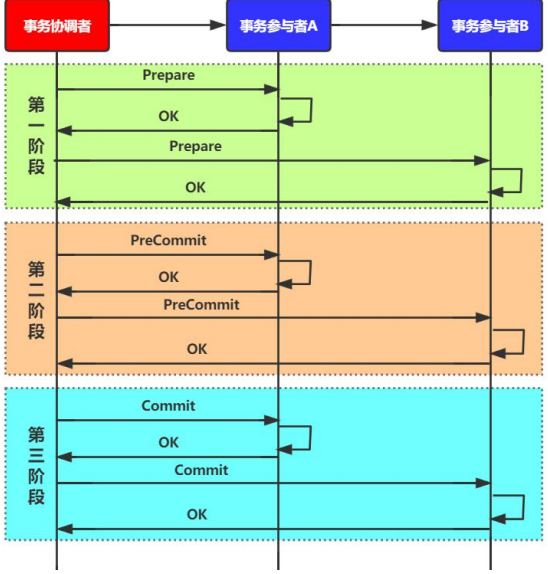 事务协调者
事务参与者A
事务参与者B
第一阶段
Prepare
OK
Prepare
OK
第二阶段
PreCommit
OK
PreCommit
OK
第三阶段
Commit
OK
Commit
OK